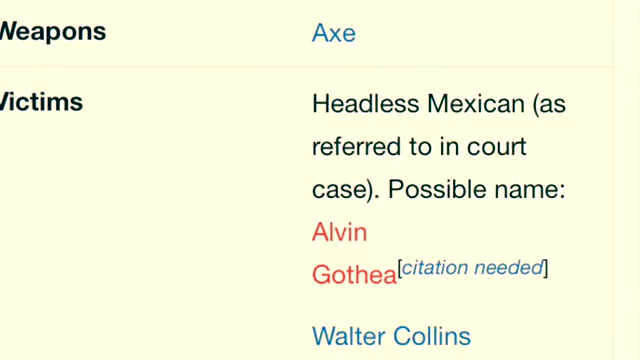 Weapons Axe
Victims Headless Mexican (as
referred to in court
case). Possible name:
Alvin
Gothea[citation needed]
Walter Collins